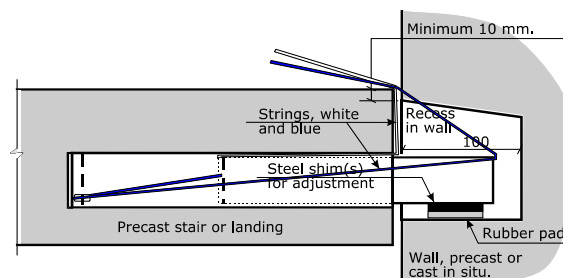 Minimum 10 mm.
Strings, white
and blue
Recess
in wall
100
Steel shim(s)
for adjustment
Precast stair or landing
Rubber pad
Wall, precast or
cast in situ.